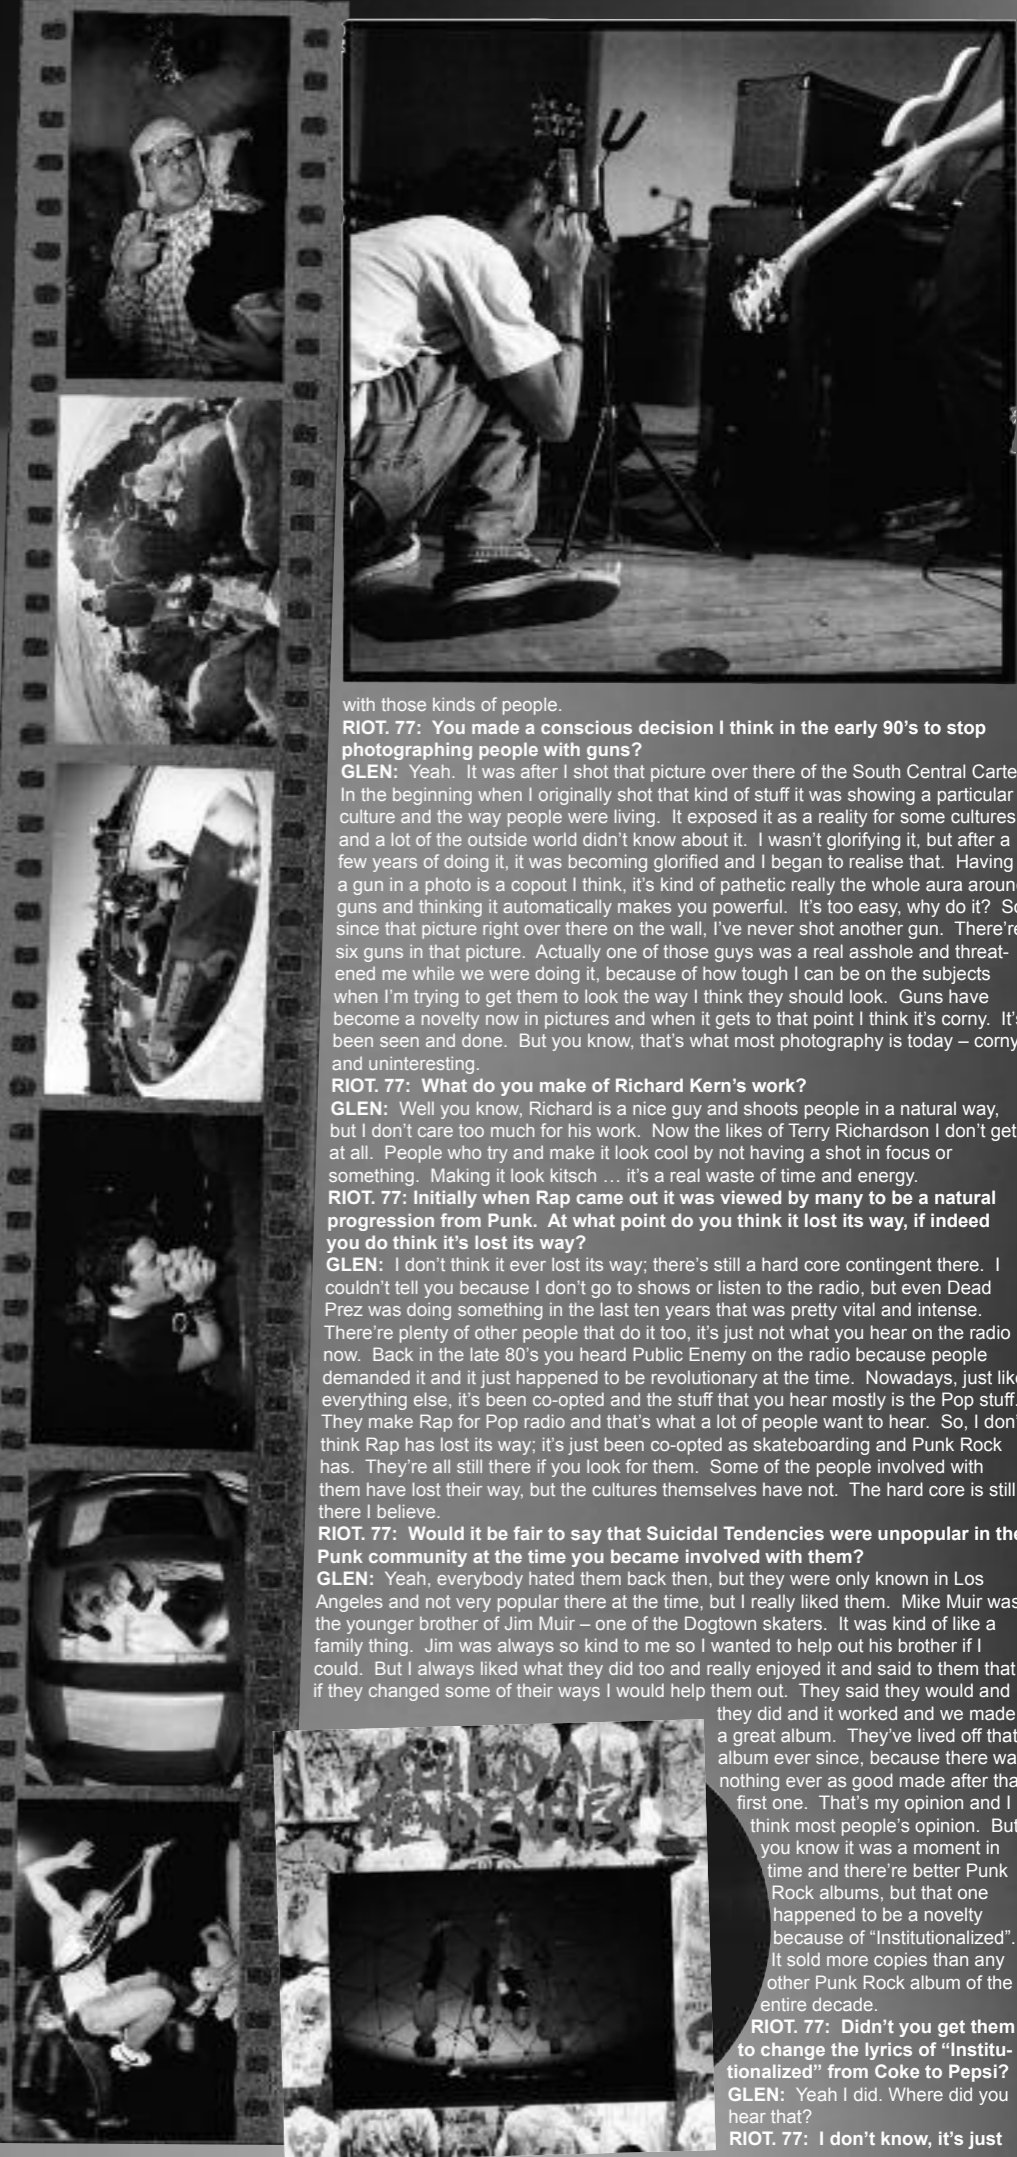 with those kinds of people.
RIOT. 77: You made a conscious decision I think in the early 90's to stop
photographing people with guns?
GLEN: Yeah. It was after I shot that picture over there of the South Central Carte
In the beginning when I originally shot that kind of stuff it was showing a particular
culture and the way people were living. It exposed it as a reality for some cultures
and a lot of the outside world didn't know about it. I wasn't glorifying it, but after a
few years of doing it, it was becoming glorified and I began to realise that. Having
a gun in a photo is a copout I think, it's kind of pathetic really the whole aura aroun
guns and thinking it automatically makes you powerful. It's too easy, why do it? So
since that picture right over there on the wall, I've never shot another gun. There're
six guns in that picture. Actually one of those guys was a real asshole and threat-
ened me while we were doing it, because of how tough I can be on the subjects
when I'm trying to get them to look the way I think they should look. Guns have
become a novelty now in pictures and when it gets to that point I think it's corny. It's
been seen and done. But you know, that's what most photography is today – corny
and uninteresting.
RIOT. 77: What do you make of Richard Kern's work?
GLEN: Well you know, Richard is a nice guy and shoots people in a natural way,
but I don't care too much for his work. Now the likes of Terry Richardson I don't get
at all. People who try and make it look cool by not having a shot in focus or
something. Making it look kitsch … it's a real waste of time and energy.
RIOT. 77: Initially when Rap came out it was viewed by many to be a natural
progression from Punk. At what point do you think it lost its way, if indeed
you do think it's lost its way?
GLEN: I don't think it ever lost its way; there's still a hard core contingent there. I
couldn't tell you because I don't go to shows or listen to the radio, but even Dead
Prez was doing something in the last ten years that was pretty vital and intense.
There're plenty of other people that do it too, it's just not what you hear on the radio
now. Back in the late 80's you heard Public Enemy on the radio because people
demanded it and it just happened to be revolutionary at the time. Nowadays, just like
everything else, it's been co-opted and the stuff that you hear mostly is the Pop stuff.
They make Rap for Pop radio and that's what a lot of people want to hear. So, I don'
think Rap has lost its way; it's just been co-opted as skateboarding and Punk Rock
has. They're all still there if you look for them. Some of the people involved with
them have lost their way, but the cultures themselves have not. The hard core is still
there I believe.
RIOT. 77: Would it be fair to say that Suicidal Tendencies were unpopular in the
Punk community at the time you became involved with them?
GLEN: Yeah, everybody hated them back then, but they were only known in Los
Angeles and not very popular there at the time, but I really liked them. Mike Muir was
the younger brother of Jim Muir – one of the Dogtown skaters. It was kind of like a
family thing. Jim was always so kind to me so I wanted to help out his brother if I
could. But I always liked what they did too and really enjoyed it and said to them that
if they changed some of their ways I would help them out. They said they would and
they did and it worked and we made
a great album. They've lived off that
album ever since, because there wa
nothing ever as good made after tha
first one. That's my opinion and I
think most people's opinion. But
you know it was a moment in
time and there're better Punk
Rock albums, but that one
happened to be a novelty
because of “Institutionalized”.
It sold more copies than any
other Punk Rock album of the
entire decade.
RIOT. 77: Didn't you get them
to change the lyrics of “Institu-
tionalized” from Coke to Pepsi?
GLEN: Yeah I did. Where did you
hear that?
RIOT. 77: I don't know, it's just
SUICIDAL
TENDENCIES